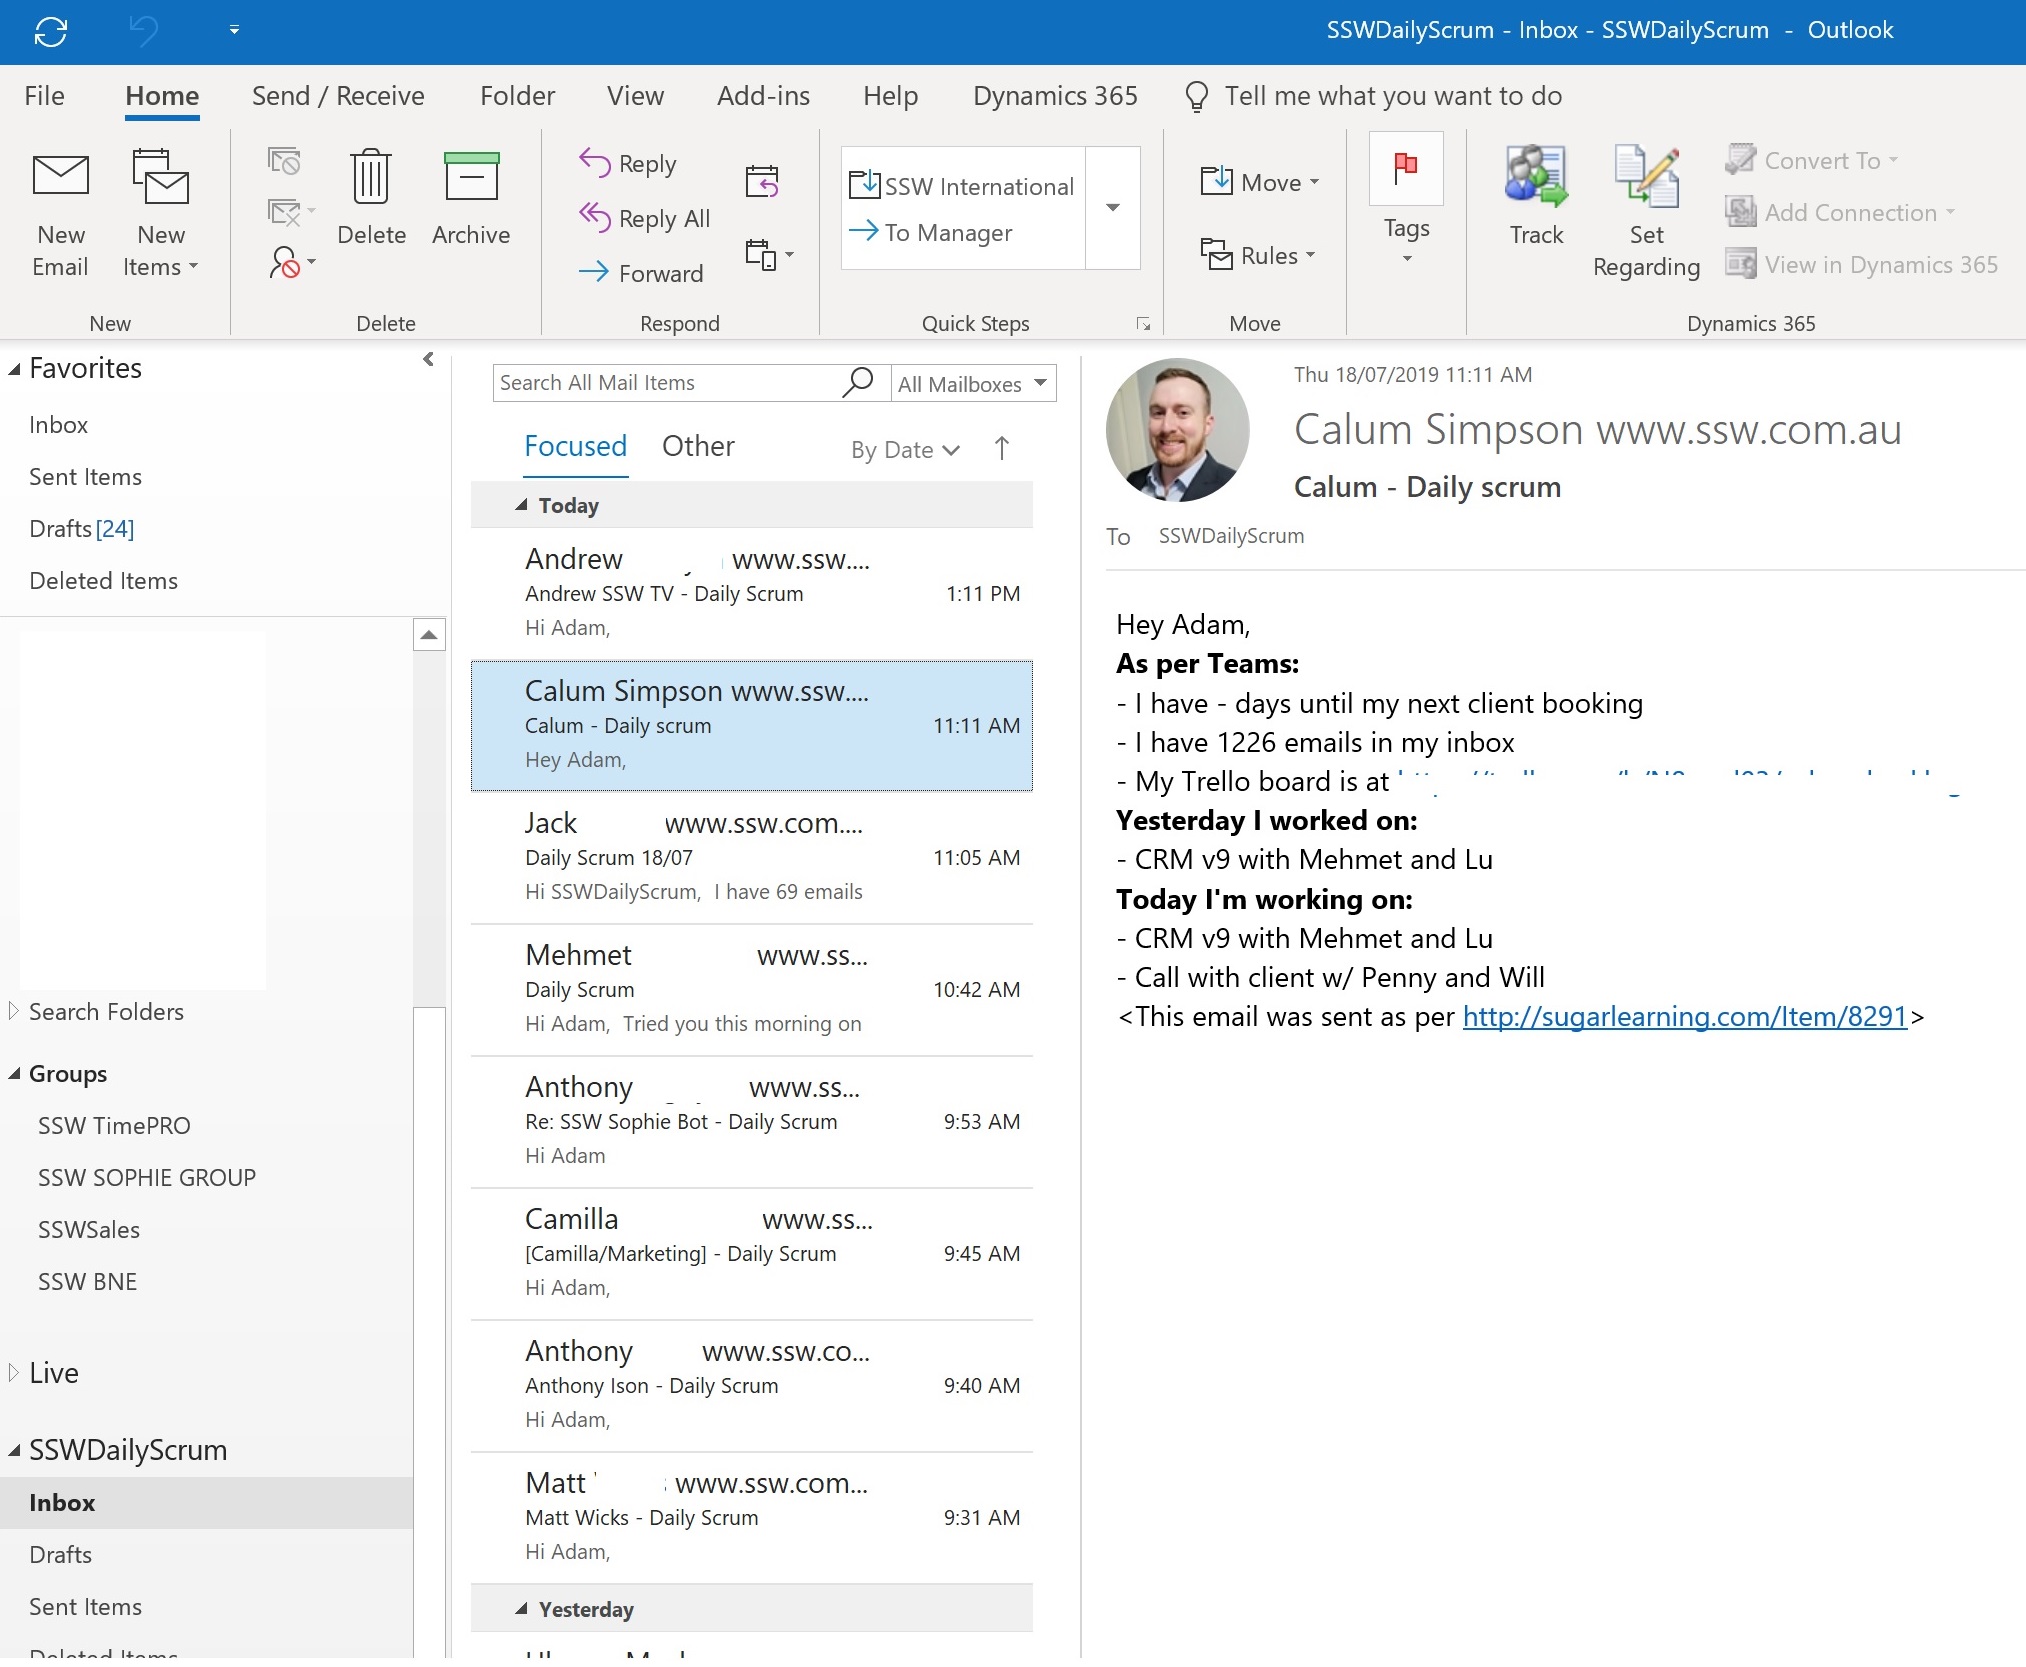 SSWDailyScrum - Inbox - SSWDailyScrum - Outlook
File Home Send / Receive Folder View Add-ins Help Dynamics 365 Tell me what you want to do
New Email
New Items
Delete
Archive
Reply
Reply All
Forward
SSW International
To Manager
Move
Rules
Tags
Track
Set Regarding
Convert To
Add Connection
View in Dynamics 365
New Delete Respond Quick Steps Move Dynamics 365
Favorites
Inbox
Sent Items
Drafts [24]
Deleted Items
Search Folders
Groups
SSW TimePRO
SSW SOPHIE GROUP
SSWSales
SSW BNE
Live
SSWDailyScrum
Inbox
Drafts
Sent Items
Deleted Items
Search All Mail Items All Mailboxes
Focused Other By Date
Today
Andrew www.ssw....
Andrew SSW TV - Daily Scrum 1:11 PM
Hi Adam,
Calum Simpson www.ssw....
Calum - Daily scrum 11:11 AM
Hey Adam,
Jack www.ssw.com....
Daily Scrum 18/07 11:05 AM
Hi SSWDailyScrum, I have 69 emails
Mehmet www.ss...
Daily Scrum 10:42 AM
Hi Adam, Tried you this morning on
Anthony www.ss...
Re: SSW Sophie Bot - Daily Scrum 9:53 AM
Hi Adam
Camilla www.ss...
[Camilla/Marketing] - Daily Scrum 9:45 AM
Hi Adam,
Anthony www.ssw.co...
Anthony Ison - Daily Scrum 9:40 AM
Hi Adam,
Matt www.ssw.com...
Matt Wicks - Daily Scrum 9:31 AM
Hi Adam,
Yesterday
Thu 18/07/2019 11:11 AM
Calum Simpson www.ssw.com.au
Calum - Daily scrum
To SSWDailyScrum
Hey Adam,
As per Teams:
- I have - days until my next client booking
- I have 1226 emails in my inbox
- My Trello board is at
Yesterday I worked on:
- CRM v9 with Mehmet and Lu
Today I'm working on:
- CRM v9 with Mehmet and Lu
- Call with client w/ Penny and Will
<This email was sent as per http://sugarlearning.com/Item/8291>